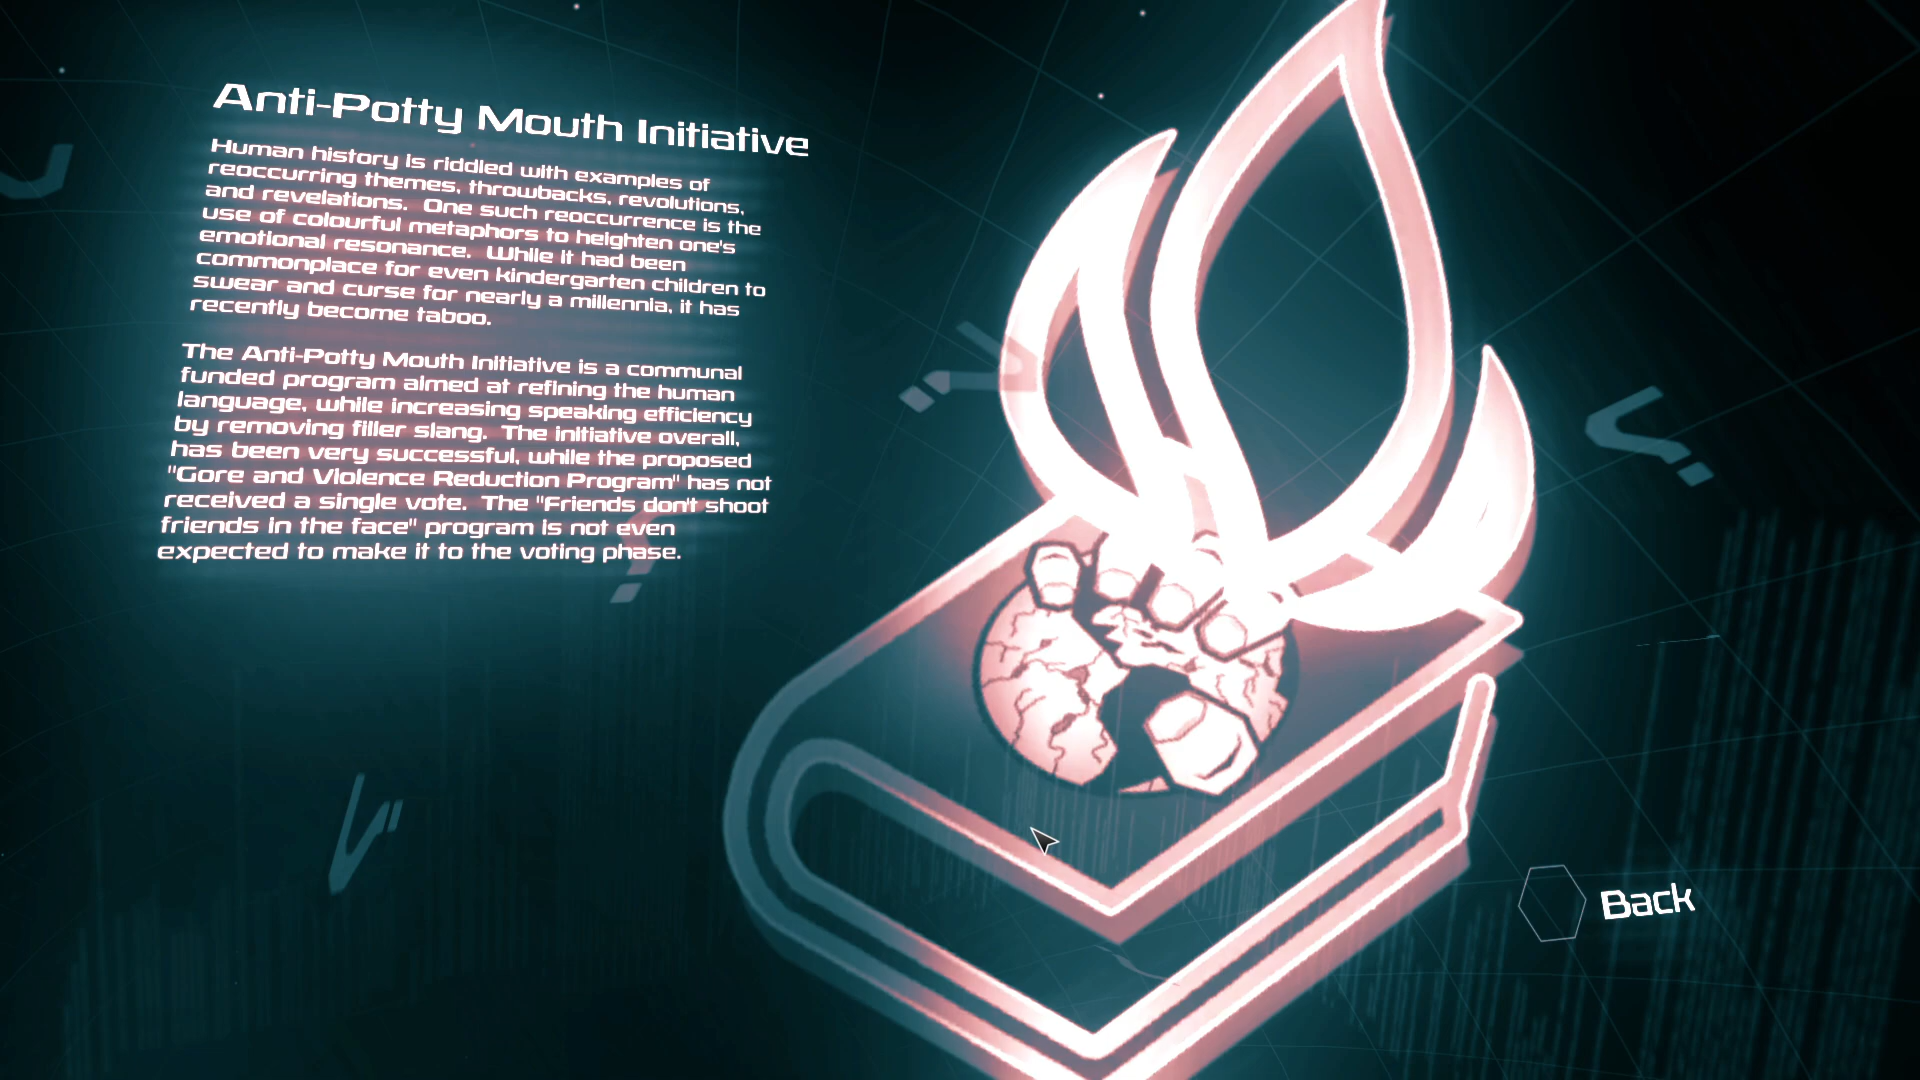 Anti-Potty Mouth Initiative
Human history is riddled with examples of
reoccurring themes, throwbacks, revolutions,
and revelations. One such reoccurrence is the
use of colourful metaphors to heighten one's
emotional resonance. While it had been
commonplace for even kindergarten children to
swear and curse for nearly a millennia, it has
recently become taboo.
The Anti-Potty Mouth Initiative is a communal
funded program aimed at refining the human
language, while increasing speaking efficiency
by removing filler slang. The initiative overall,
has been very successful, while the proposed
"Gore and Violence Reduction Program" has not
received a single vote. The "Friends don't shoot
friends in the face" program is not even
expected to make it to the voting phase.
Back